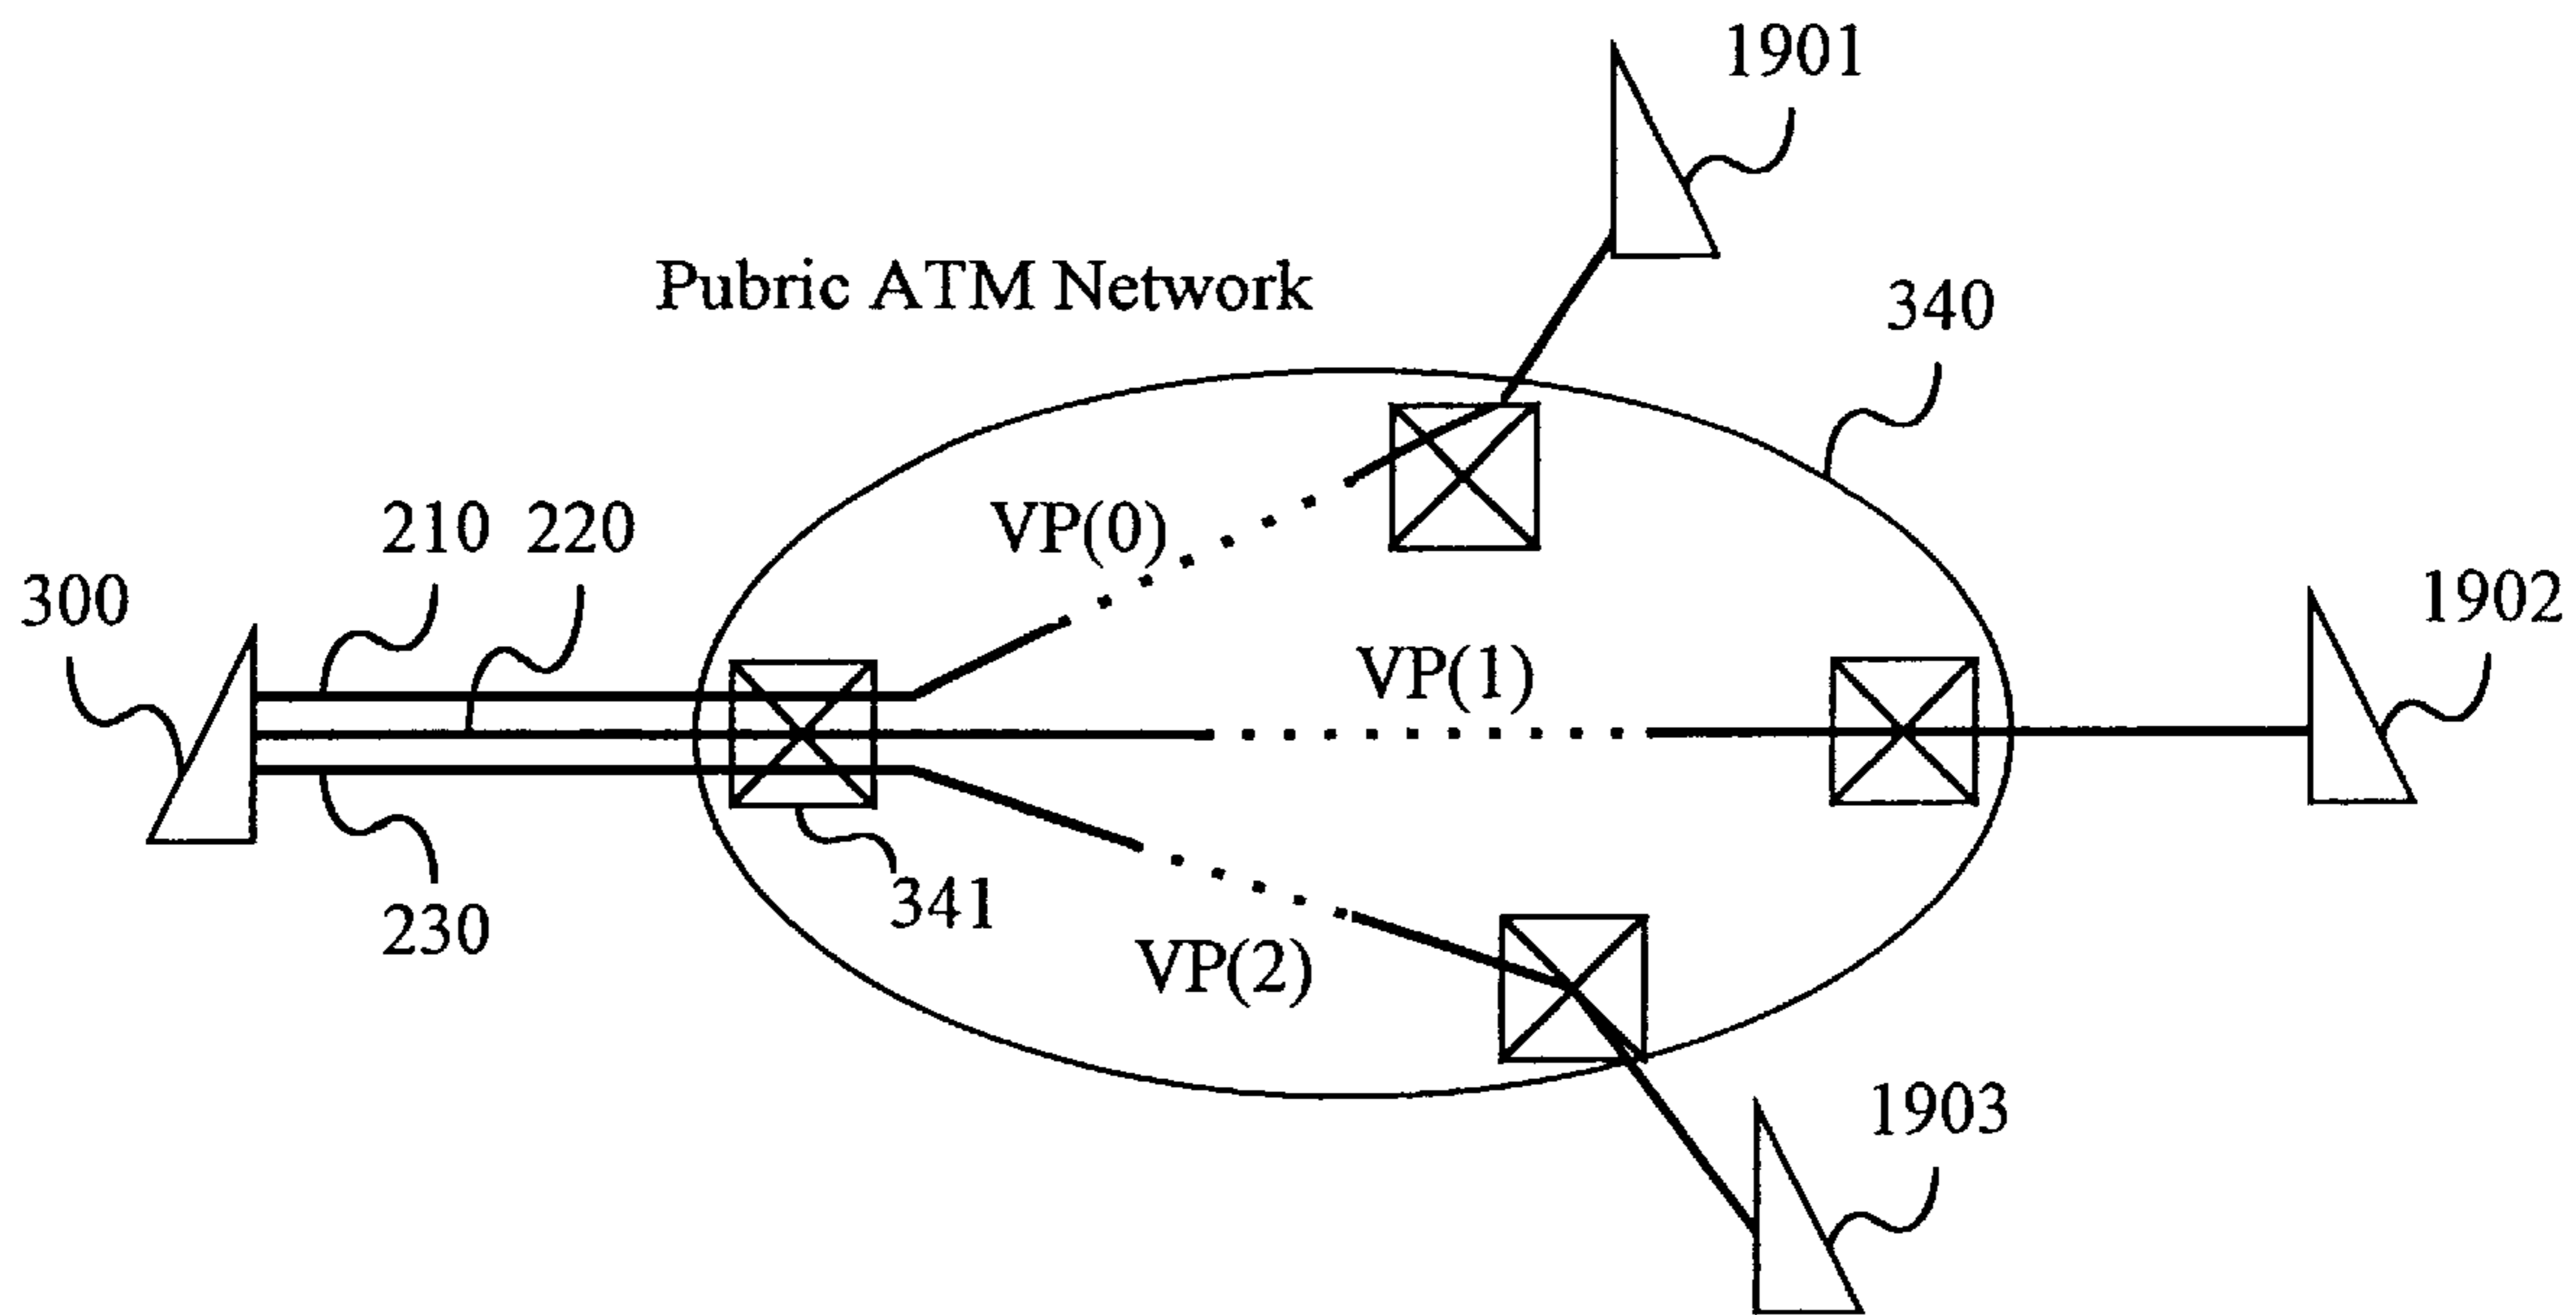 1901
Pubric ATM Network
340
210 220
VP(0)
300
1902
VP(1)
341
230
VP(2)
1903